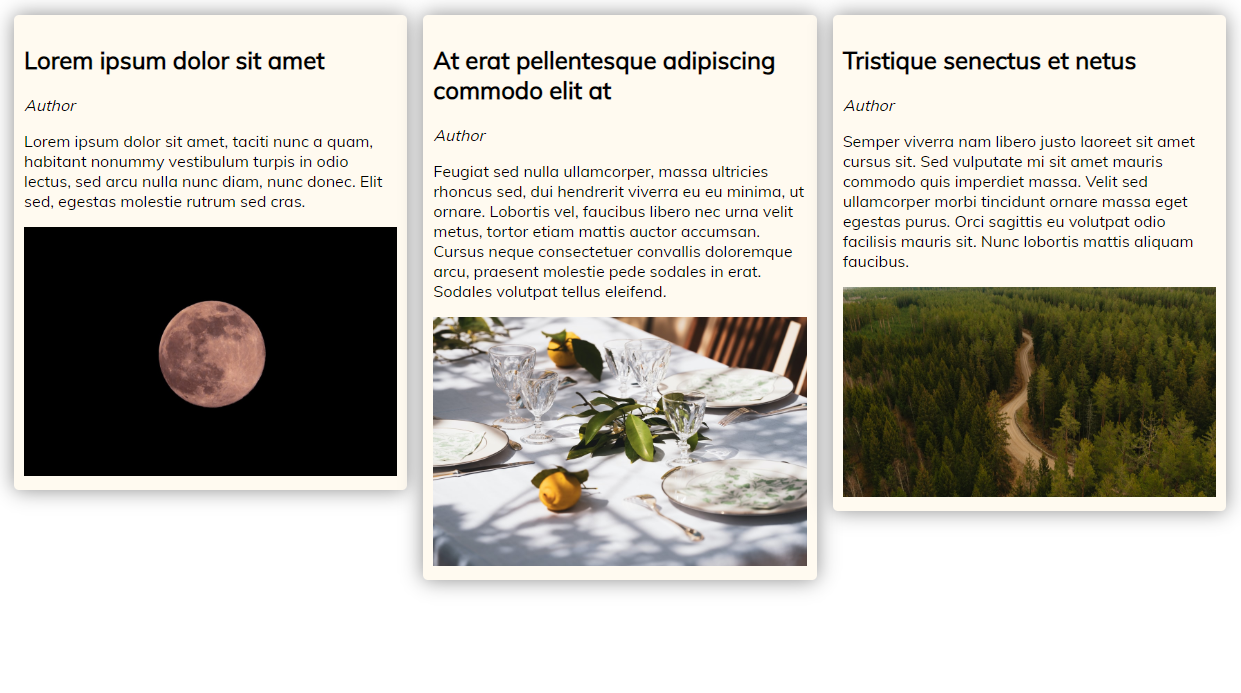 Lorem ipsum dolor sit amet
Author
Lorem ipsum dolor sit amet, taciti nunc a quam,
habitant nonummy vestibulum turpis in odio
lectus, sed arcu nulla nunc diam, nunc donec. Elit
sed, egestas molestie rutrum sed cras.
At erat pellentesque adipiscing
commodo elit at
Author
Feugiat sed nulla ullamcorper, massa ultricies
rhoncus sed, dui hendrerit viverra eu eu minima, ut
ornare. Lobortis vel, faucibus libero nec urna velit
metus, tortor etiam mattis auctor accumsan.
Cursus neque consectetuer convallis doloremque
arcu, praesent molestie pede sodales in erat.
Sodales volutpat tellus eleifend.
Tristique senectus et netus
Author
Semper viverra nam libero justo laoreet sit amet
cursus sit. Sed vulputate mi sit amet mauris
commodo quis imperdiet massa. Velit sed
ullamcorper morbi tincidunt ornare massa eget
egestas purus. Orci sagittis eu volutpat odio
facilisis mauris sit. Nunc lobortis mattis aliquam
faucibus.